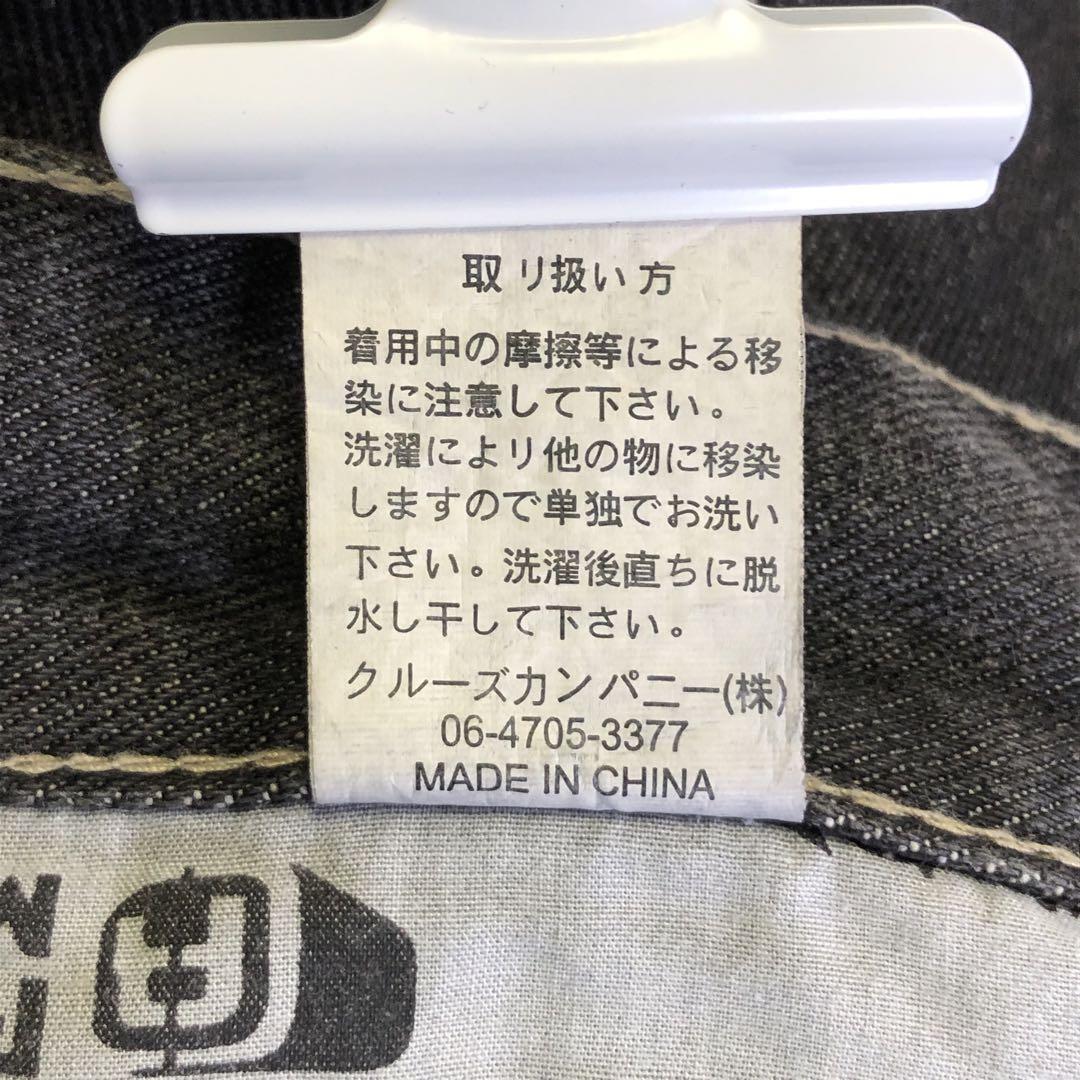 取り扱い方
着用中の摩擦等による移
染に注意して下さい。
洗濯により他の物に移染
しますので単独でお洗い
下さい。洗濯後直ちに脱
水し干して下さい。
クルーズカンパニー(株)
06-4705-3377
MADE IN CHINA